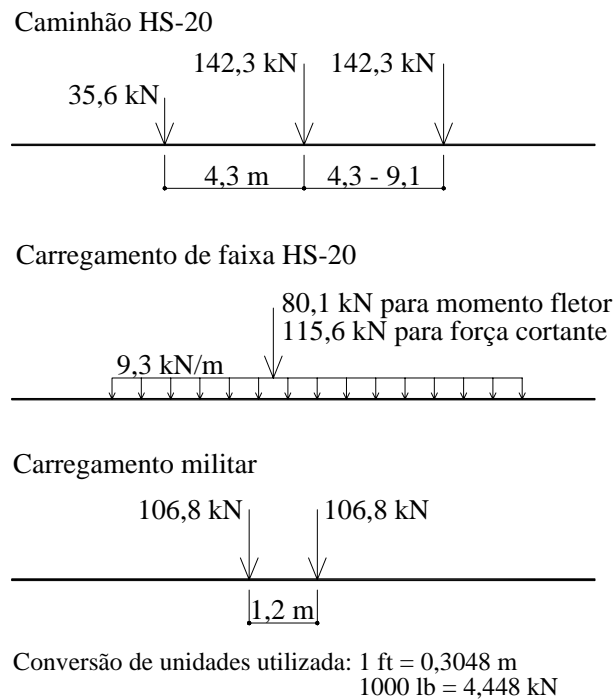 Caminhão HS-20
142,3 kN 142,3 kN
35,6 kN
4,3 m 4,3 - 9,1
Carregamento de faixa HS-20
80,1 kN para momento fletor
115,6 kN para força cortante
9,3 kN/m
Carregamento militar
106,8 kN 106,8 kN
1,2 m
Conversão de unidades utilizada: 1 ft = 0,3048 m
1000 lb = 4,448 kN